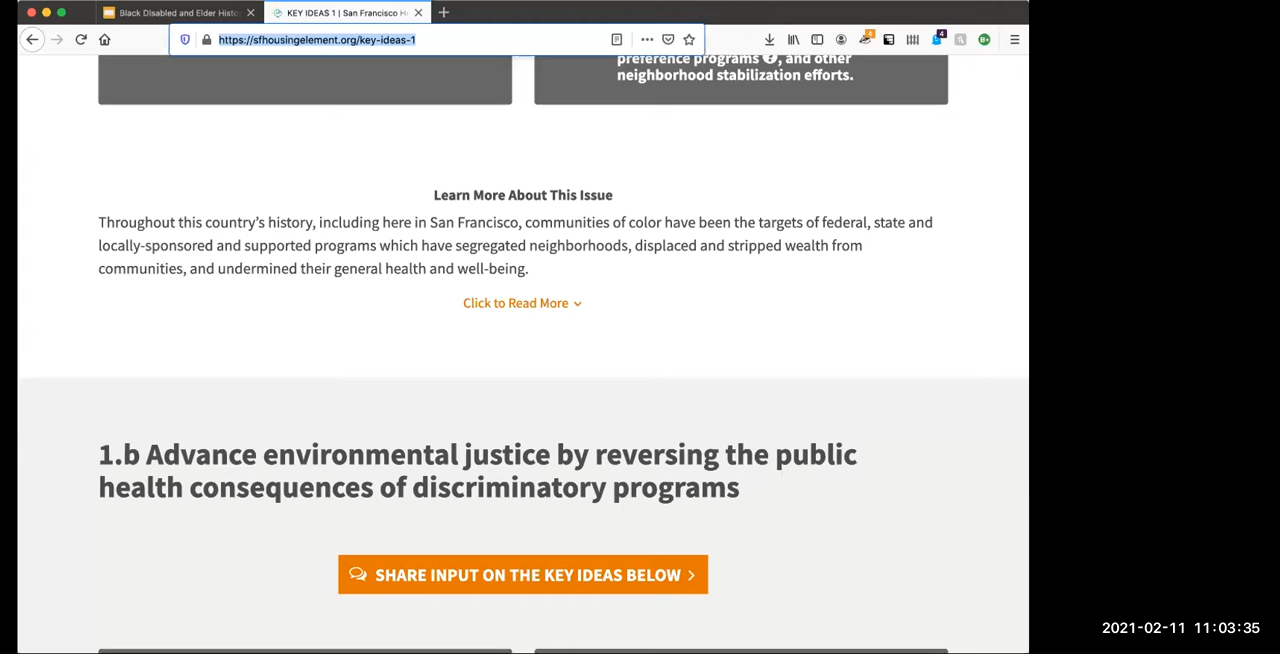 Black DIsabled and Elder Histo
KEY IDEAS 1 | San Francisco H
https://sfhousingelement.org/key-ideas-1
4
4
preference programs ?, and other
neighborhood stabilization efforts.
Learn More About This Issue
Throughout this country’s history, including here in San Francisco, communities of color have been the targets of federal, state and
locally-sponsored and supported programs which have segregated neighborhoods, displaced and stripped wealth from
communities, and undermined their general health and well-being.
Click to Read More
1.b Advance environmental justice by reversing the public
health consequences of discriminatory programs
SHARE INPUT ON THE KEY IDEAS BELOW
2021-02-11 11:03:35